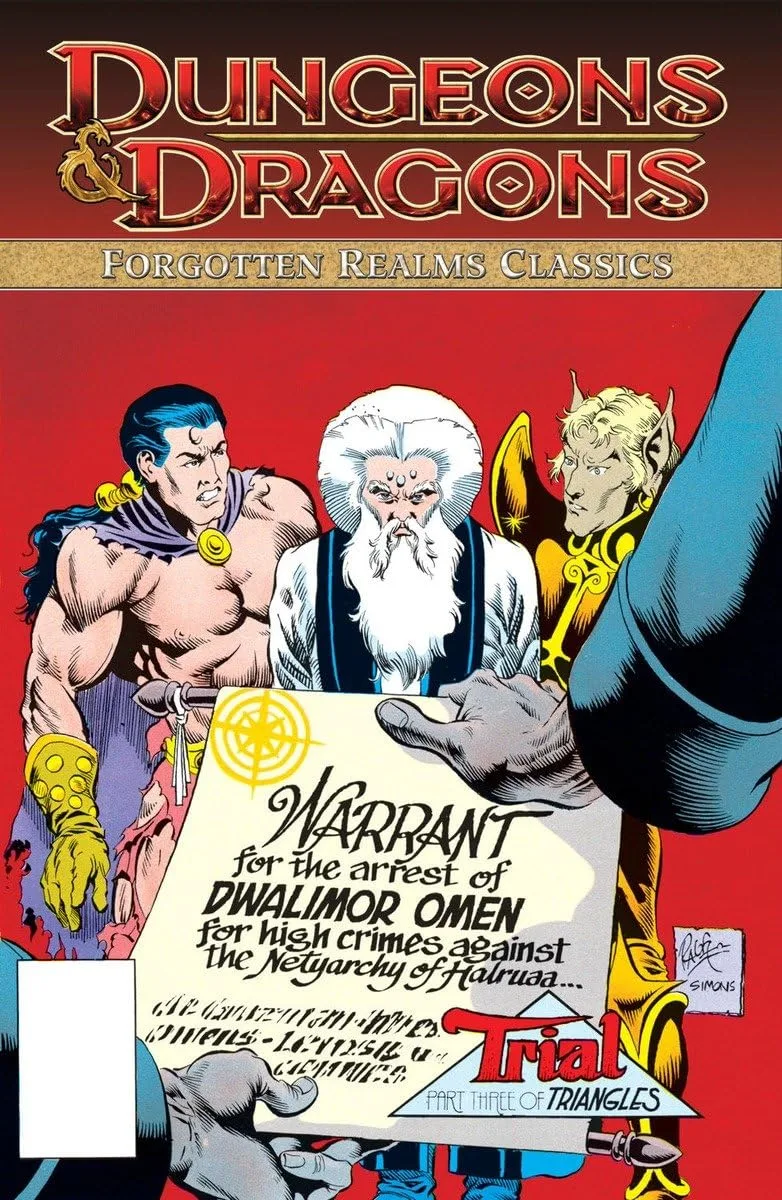 DUNGEONS
& DRAGONS
FORGOTTEN REALMS CLASSICS
WARRANT
for the arrest of
DWALIMOR OMEN
for high crimes against
the Netyarchy of Halruaa...
SIMONS
Trial
PART THREE OF TRIANGLES